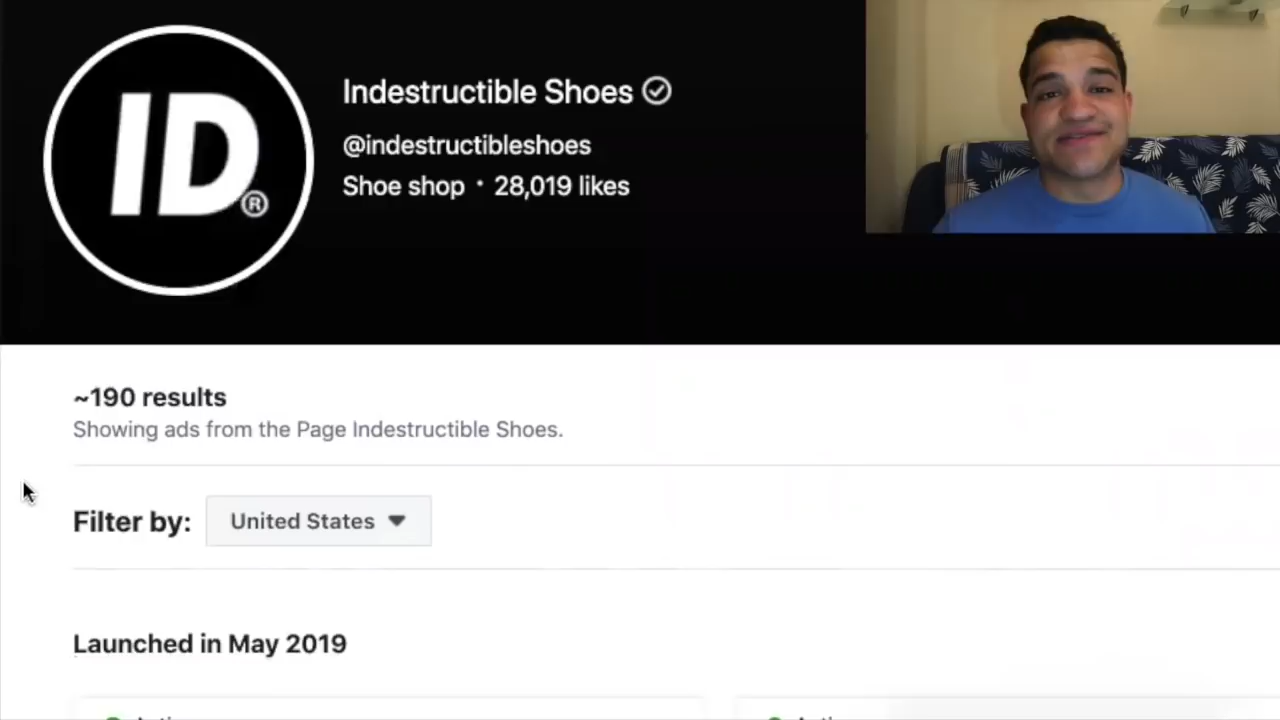 ID®
Indestructible Shoes
@indestructibleshoes
Shoe shop · 28,019 likes
~190 results
Showing ads from the Page Indestructible Shoes.
Filter by: United States
Launched in May 2019